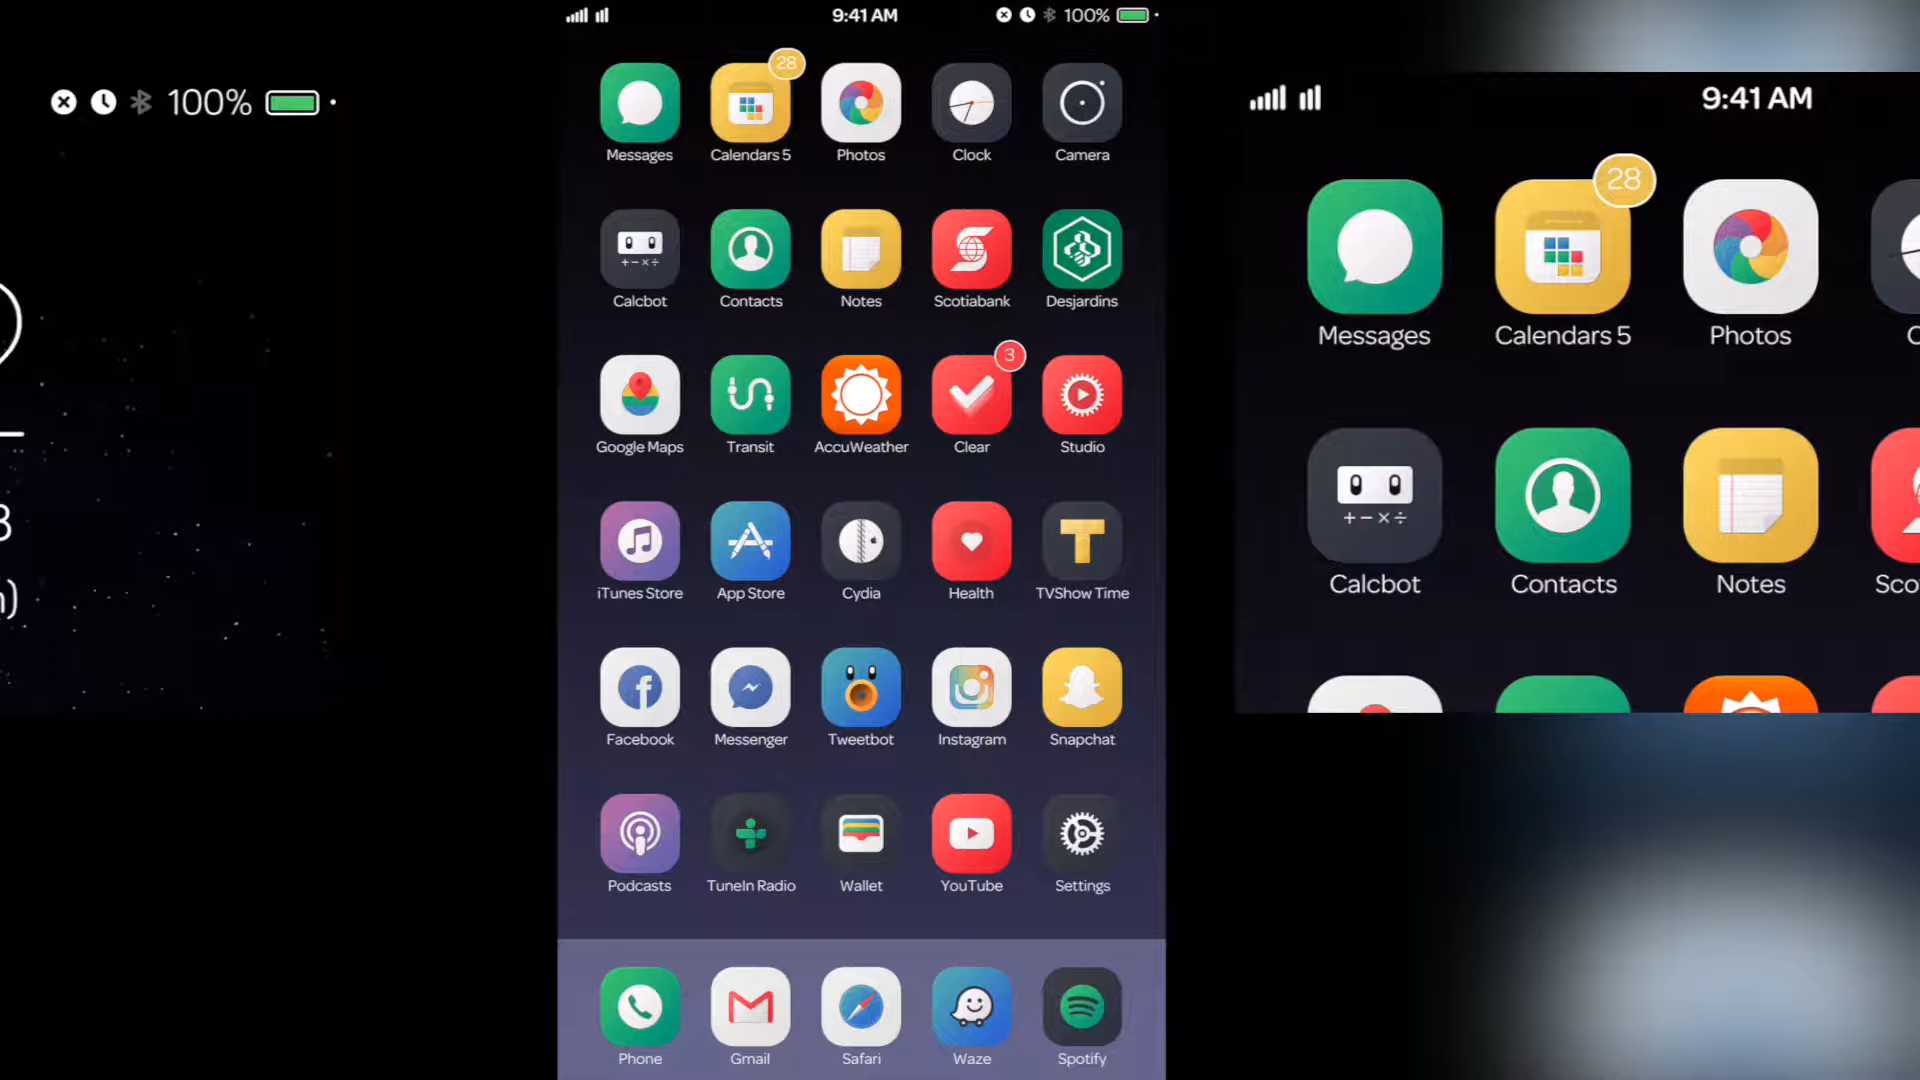 100%
3
n)
9:41 AM
100%
28
Messages Calendars 5 Photos Clock Camera
Calcbot Contacts Notes Scotiabank Desjardins
3
Google Maps Transit AccuWeather Clear Studio
iTunes Store App Store Cydia Health TVShow Time
Facebook Messenger Tweetbot Instagram Snapchat
Podcasts TuneIn Radio Wallet YouTube Settings
Phone Gmail Safari Waze Spotify
9:41 AM
28
Messages Calendars 5 Photos C
Calcbot Contacts Notes Sco